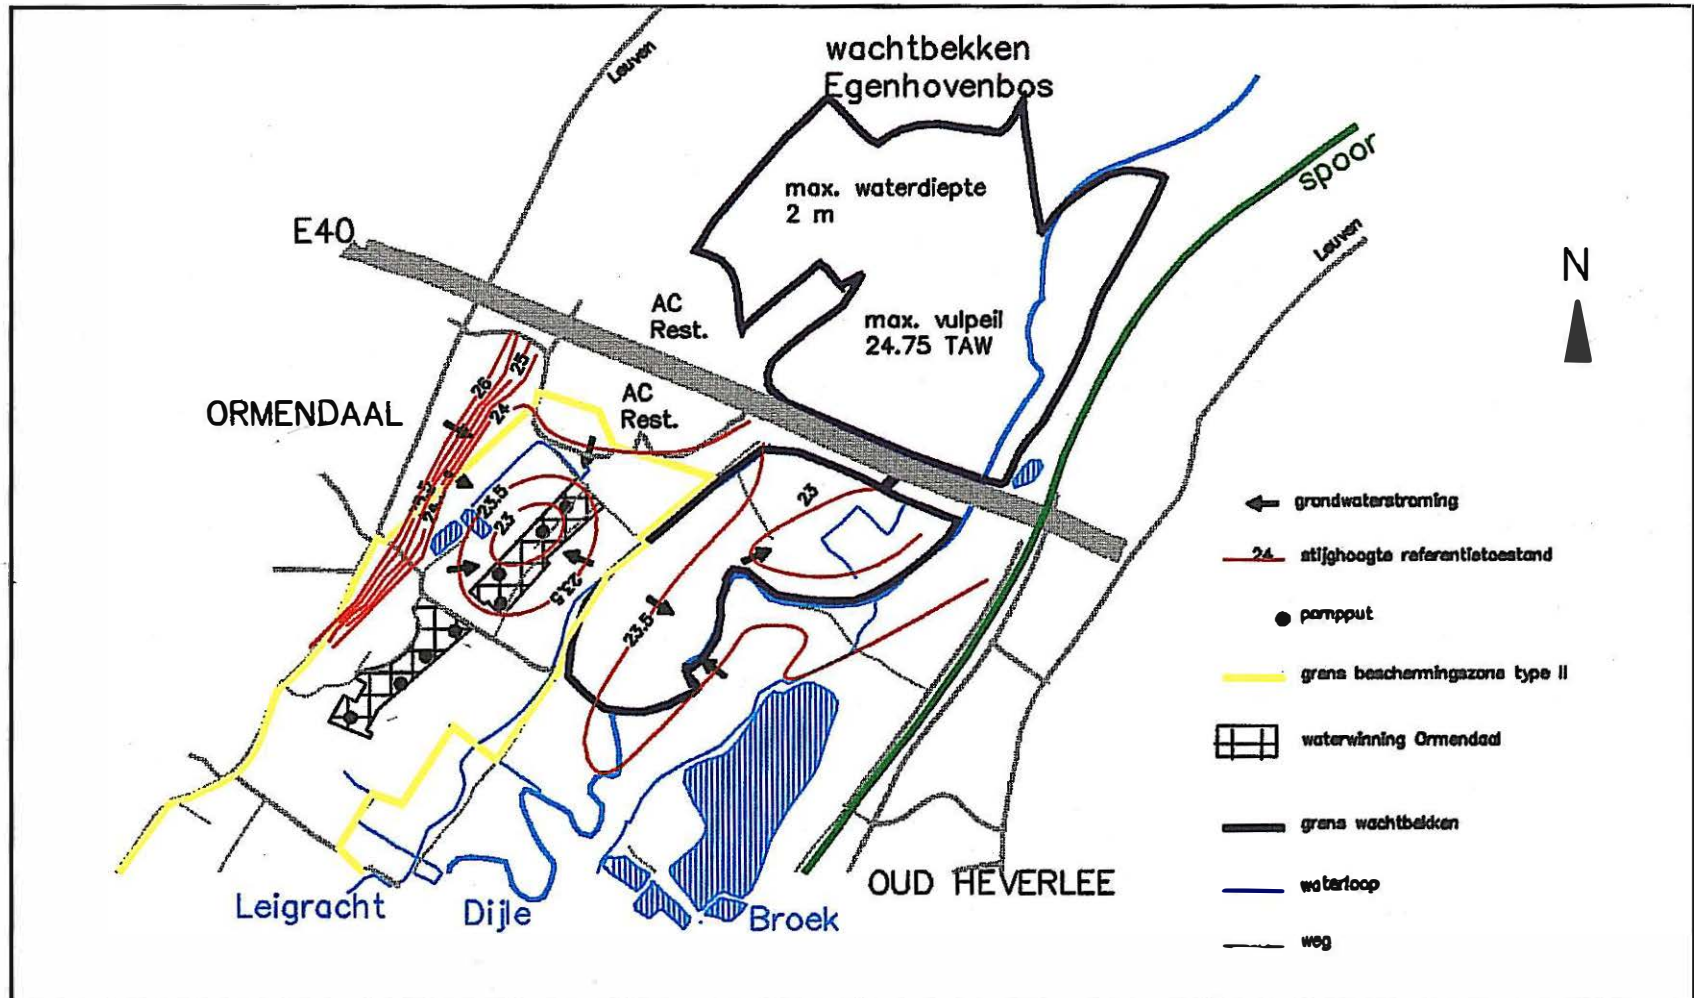 Leuven
wachtbekken
Egenhovenbos
max. waterdiepte
2 m
spoor
Leuven
E40
N
AC
Rest.
max. vulpeil
24.75 TAW
25
26
AC
Rest.
24
ORMENDAAL
23.5
23
24
23
23.5
23.5
grondwaterstroming
24 stijghoogte referentietoestand
pompput
grens beschermingszone type II
waterwinning Ormendaal
grens wachtbekken
waterloop
weg
OUD HEVERLEE
Leigracht
Dijle
Broek